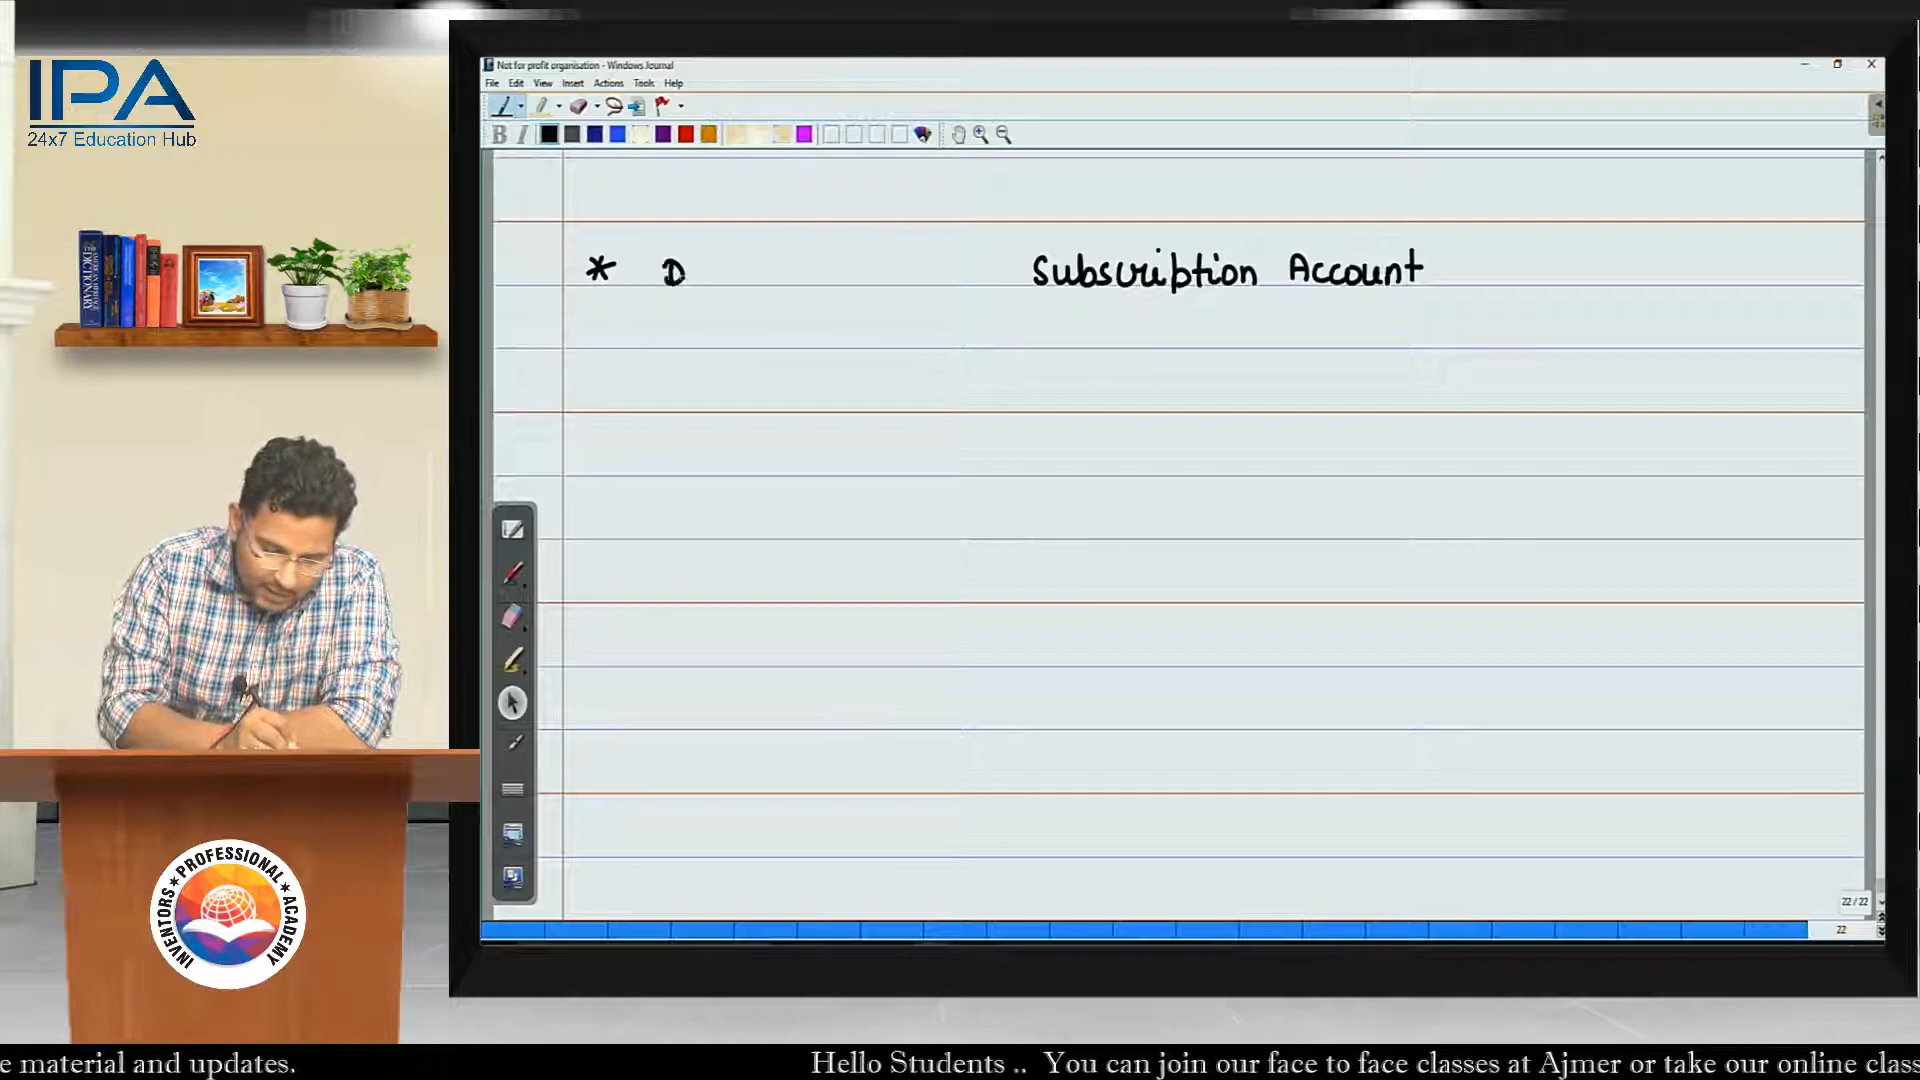 IPA
24x7 Education Hub
DICTIONARY
Not for profit organisation - Windows Journal
File Edit View Insert Actions Tools Help
B I
* D Subscription Account
22 / 22
22
INVENTORS ★ PROFESSIONAL ★ ACADEMY
e material and updates. Hello Students .. You can join our face to face classes at Ajmer or take our online class